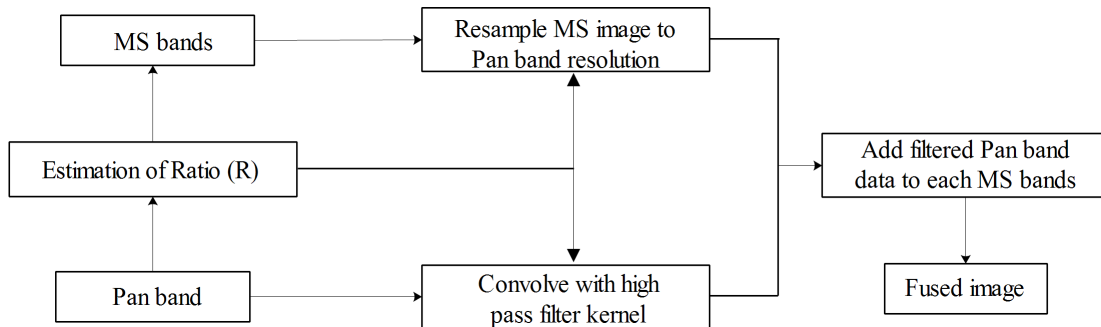 MS bands
Resample MS image to
Pan band resolution
Estimation of Ratio (R)
Add filtered Pan band
data to each MS bands
Pan band
Convolve with high
pass filter kernel
Fused image